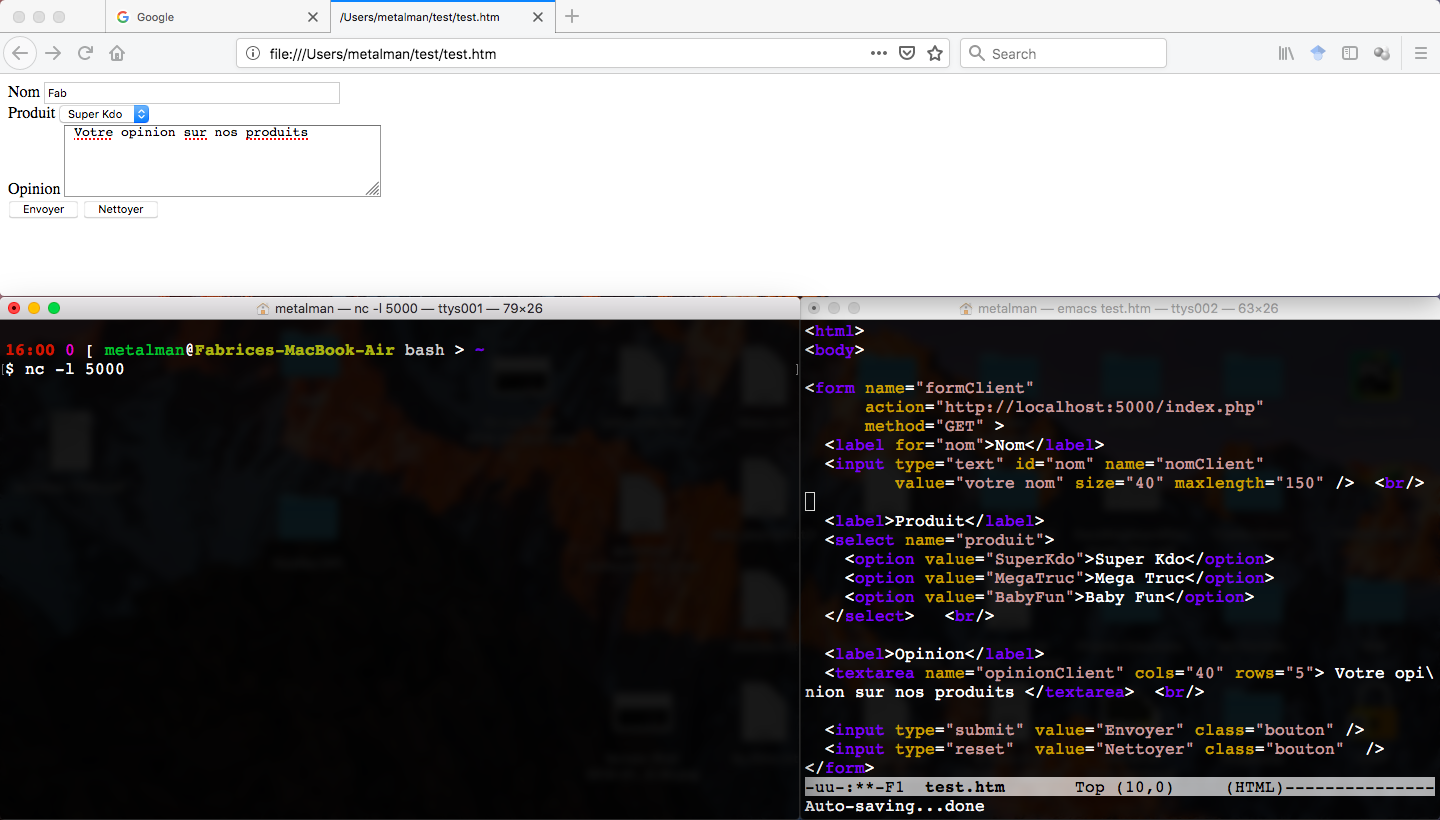 Google
/Users/metalman/test/test.htm
file:///Users/metalman/test/test.htm
Search
Nom Fab
Produit Super Kdo
Votre opinion sur nos produits
Opinion
Envoyer Nettoyer
metalman — nc -l 5000 — ttys001 — 79×26
16:00 0 [ metalman@Fabrices-MacBook-Air bash > ~
$ nc -l 5000
metalman — emacs test.htm — ttys002 — 63×26
<html>
<body>
<form name="formClient"
action="http://localhost:5000/index.php"
method="GET" >
<label for="nom">Nom</label>
<input type="text" id="nom" name="nomClient"
value="votre nom" size="40" maxlength="150" /> <br/>
<label>Produit</label>
<select name="produit">
<option value="SuperKdo">Super Kdo</option>
<option value="MegaTruc">Mega Truc</option>
<option value="BabyFun">Baby Fun</option>
</select> <br/>
<label>Opinion</label>
<textarea name="opinionClient" cols="40" rows="5"> Votre opi\
nion sur nos produits </textarea> <br/>
<input type="submit" value="Envoyer" class="bouton" />
<input type="reset" value="Nettoyer" class="bouton" />
</form>
-uu-:**-F1 test.htm Top (10,0) (HTML)---------------
Auto-saving...done